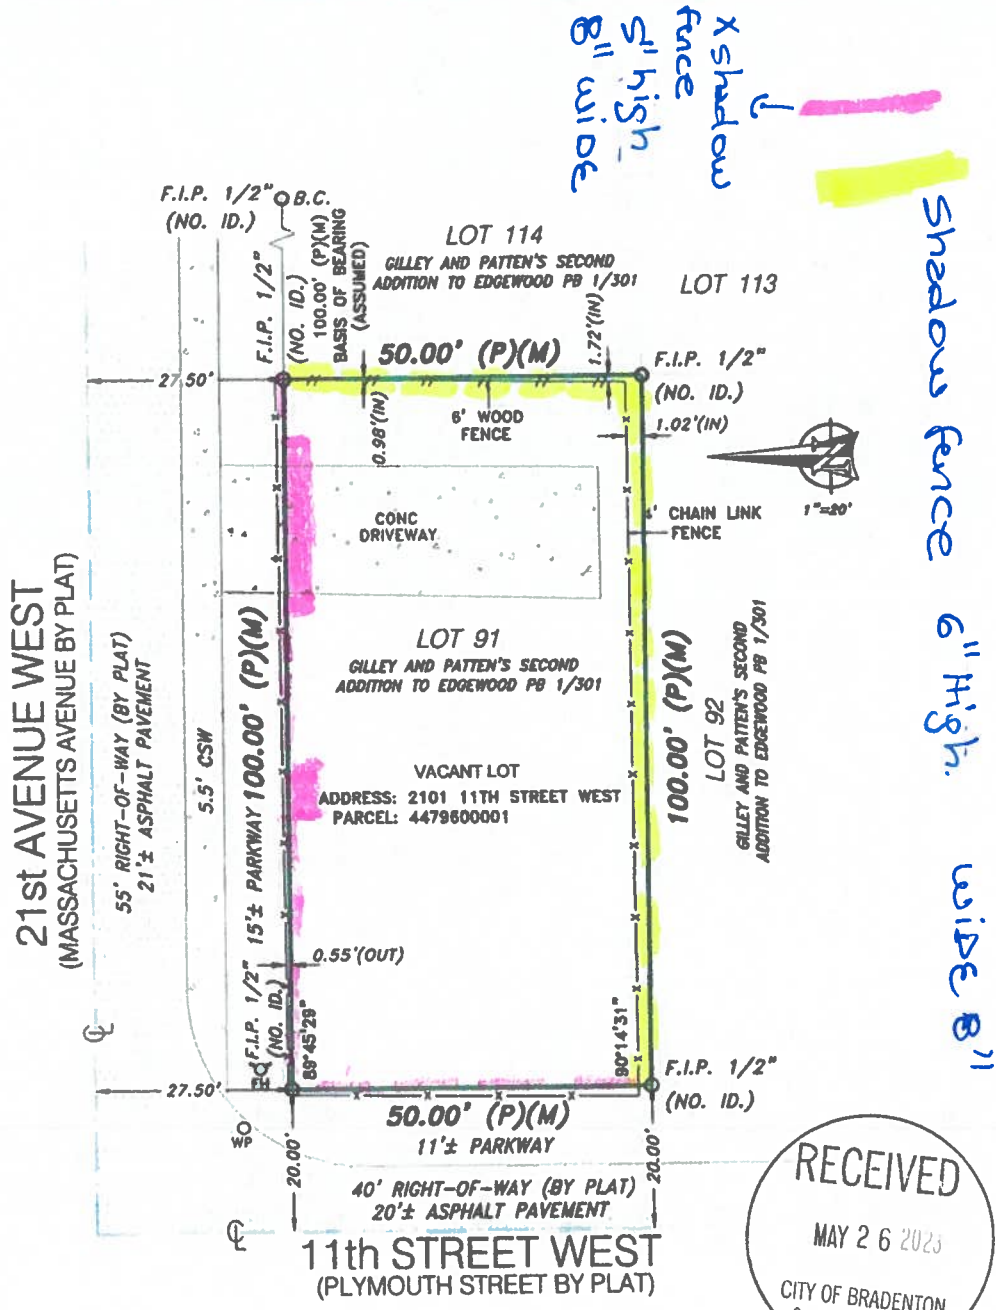 X shadow
fence
5" high
8" WIDE
Shadow fence 6" High. WIDE 8"
F.I.P. 1/2"
(NO. ID.)
B.C.
F.I.P. 1/2"
(NO. ID.)
100.00' (P)(M)
BASIS OF BEARING
(ASSUMED)
LOT 114
GILLEY AND PATTEN'S SECOND
ADDITION TO EDGEWOOD PB 1/301
LOT 113
1.72'(IN)
50.00' (P)(M)
F.I.P. 1/2"
(NO. ID.)
27.50'
0.98'(IN)
6' WOOD
FENCE
1.02'(IN)
N
1"=20'
CONC
DRIVEWAY
4' CHAIN LINK
FENCE
21st AVENUE WEST
(MASSACHUSETTS AVENUE BY PLAT)
55' RIGHT-OF-WAY (BY PLAT)
21'± ASPHALT PAVEMENT
5.5' CSW
15'± PARKWAY
100.00' (P)(M)
LOT 91
GILLEY AND PATTEN'S SECOND
ADDITION TO EDGEWOOD PB 1/301
VACANT LOT
ADDRESS: 2101 11TH STREET WEST
PARCEL: 4479600001
100.00' (P)(M)
LOT 92
GILLEY AND PATTEN'S SECOND
ADDITION TO EDGEWOOD PB 1/301
0.55'(OUT)
F.I.P. 1/2"
(NO. ID.)
89°45'29"
90°14'31"
F.I.P. 1/2"
(NO. ID.)
FH
27.50'
WP
50.00' (P)(M)
11'± PARKWAY
20.00'
20.00'
40' RIGHT-OF-WAY (BY PLAT)
20'± ASPHALT PAVEMENT
11th STREET WEST
(PLYMOUTH STREET BY PLAT)
RECEIVED
MAY 26 2023
CITY OF BRADENTON